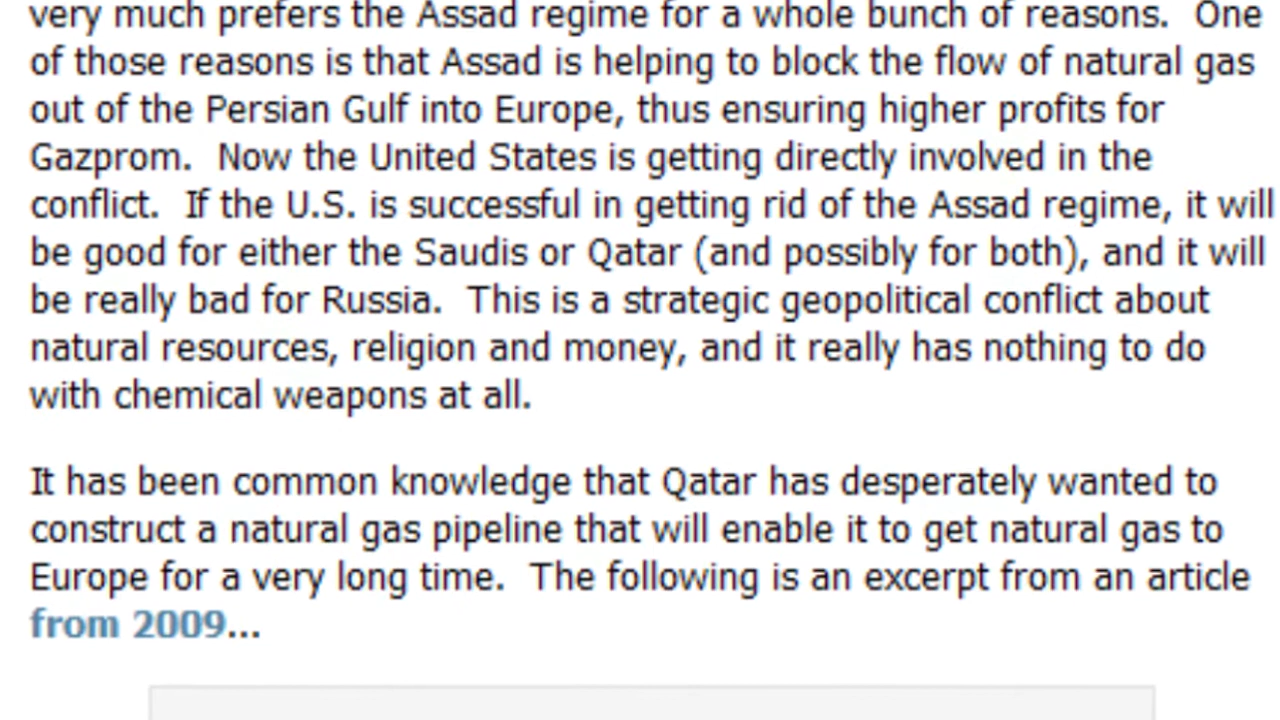 very much prefers the Assad regime for a whole bunch of reasons.  One
of those reasons is that Assad is helping to block the flow of natural gas
out of the Persian Gulf into Europe, thus ensuring higher profits for
Gazprom.  Now the United States is getting directly involved in the
conflict.  If the U.S. is successful in getting rid of the Assad regime, it will
be good for either the Saudis or Qatar (and possibly for both), and it will
be really bad for Russia.  This is a strategic geopolitical conflict about
natural resources, religion and money, and it really has nothing to do
with chemical weapons at all.
It has been common knowledge that Qatar has desperately wanted to
construct a natural gas pipeline that will enable it to get natural gas to
Europe for a very long time.  The following is an excerpt from an article
from 2009...